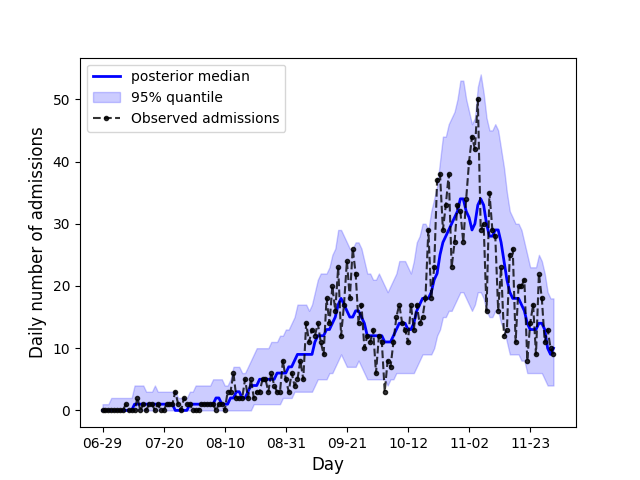 posterior median
95% quantile
Observed admissions
50
40
30
20
10
0
Daily number of admissions
06-29 07-20 08-10 08-31 09-21 10-12 11-02 11-23
Day